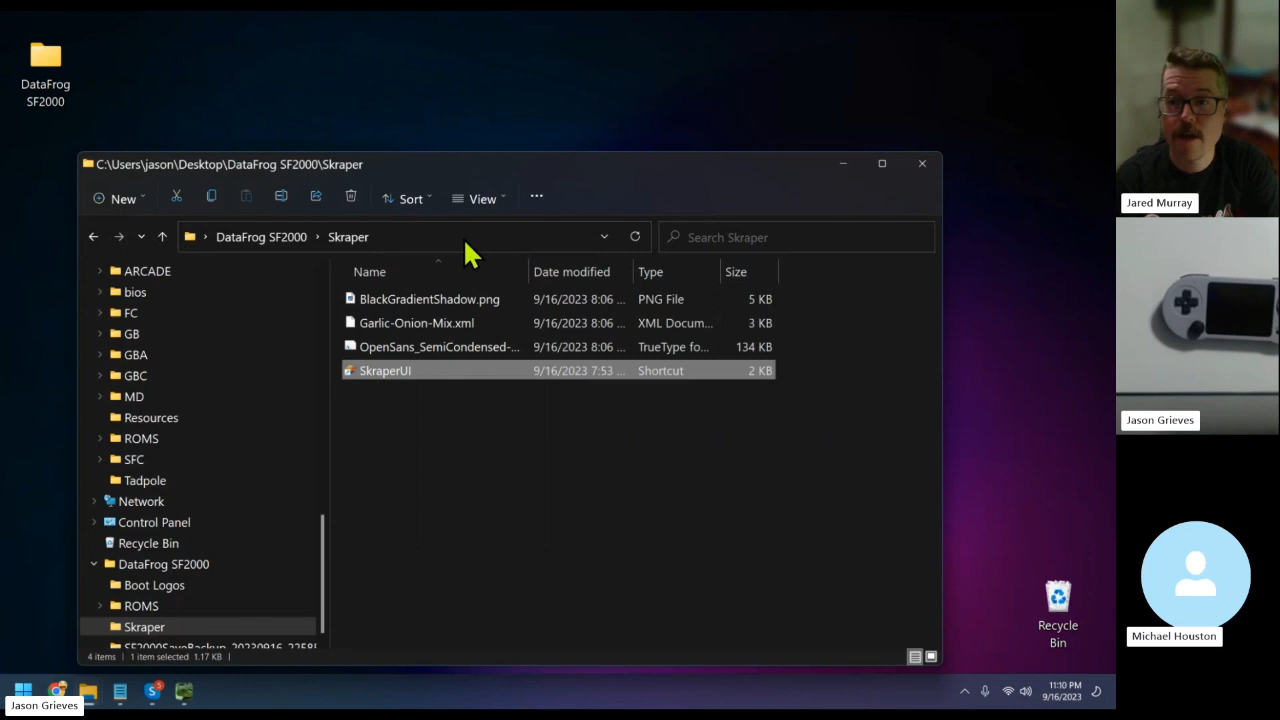 DataFrog
SF2000
C:\Users\jason\Desktop\DataFrog SF2000\Skraper
New
Sort
View
DataFrog SF2000 > Skraper
Search Skraper
ARCADE
bios
FC
GB
GBA
GBC
MD
Resources
ROMS
SFC
Tadpole
Network
Control Panel
Recycle Bin
DataFrog SF2000
Boot Logos
ROMS
Skraper
SF2000SaveBackup_20230916_2258
Name Date modified Type Size
BlackGradientShadow.png 9/16/2023 8:06 ... PNG File 5 KB
Garlic-Onion-Mix.xml 9/16/2023 8:06 ... XML Docum... 3 KB
OpenSans_SemiCondensed-... 9/16/2023 8:06 ... TrueType fo... 134 KB
SkraperUI 9/16/2023 7:53 ... Shortcut 2 KB
4 items 1 item selected 1.17 KB
Recycle
Bin
5
11:10 PM
9/16/2023
Jason Grieves
Jared Murray
Jason Grieves
Michael Houston